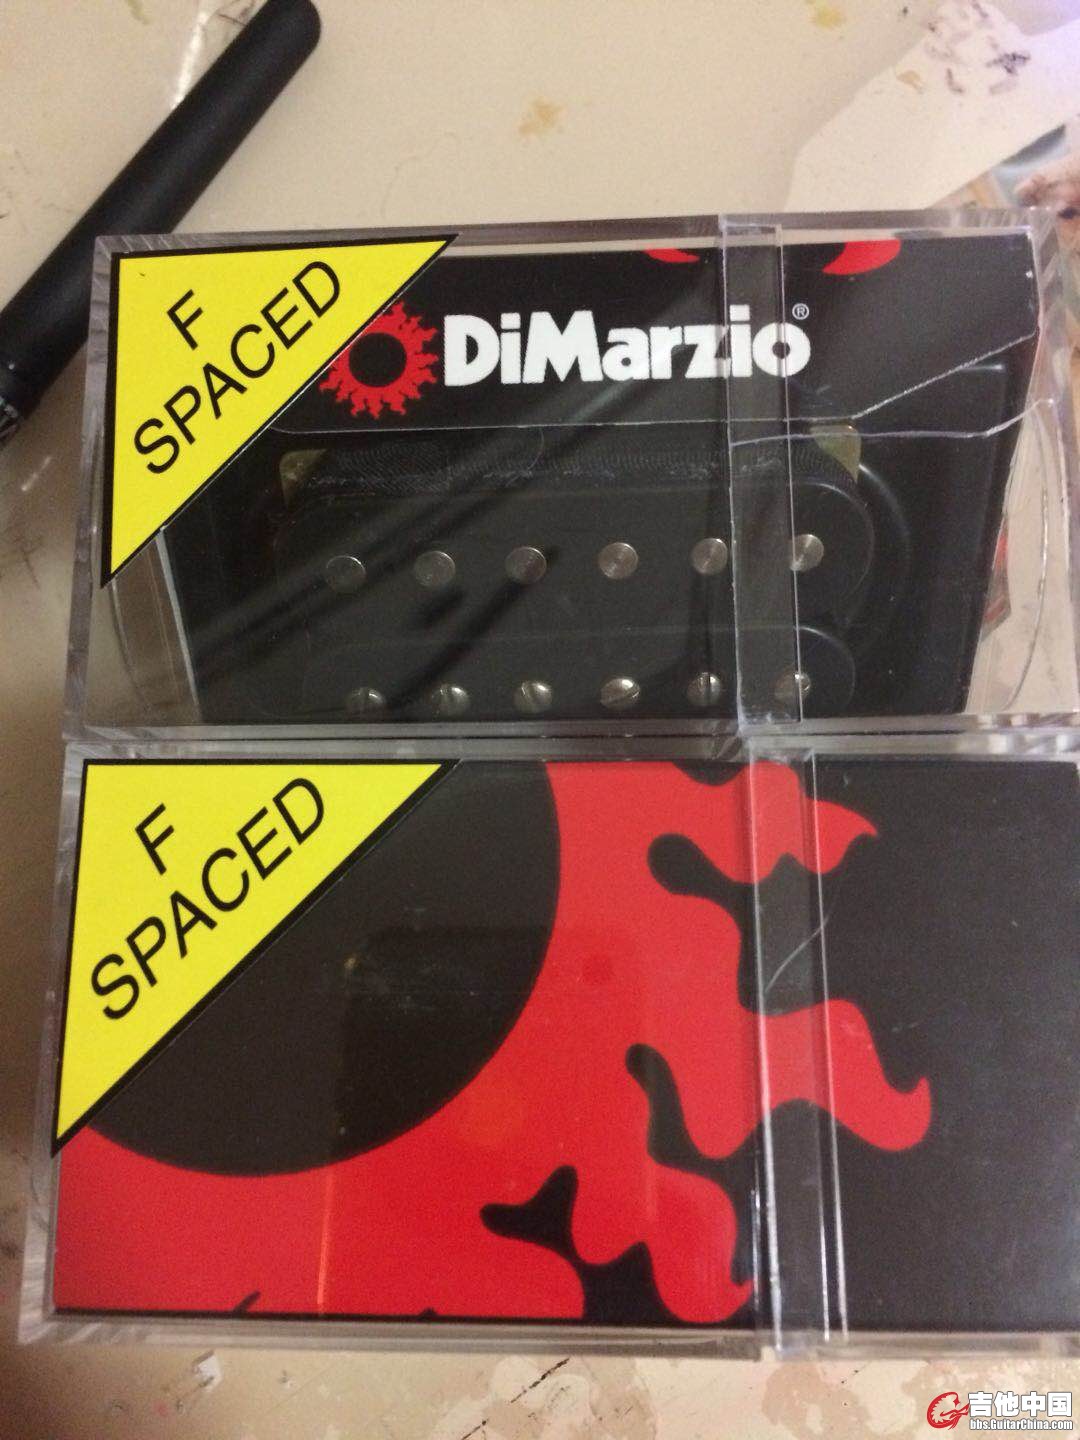 F
SPACED
DiMarzio®
F
SPACED
吉他中国
bbs.GuitarChina.com